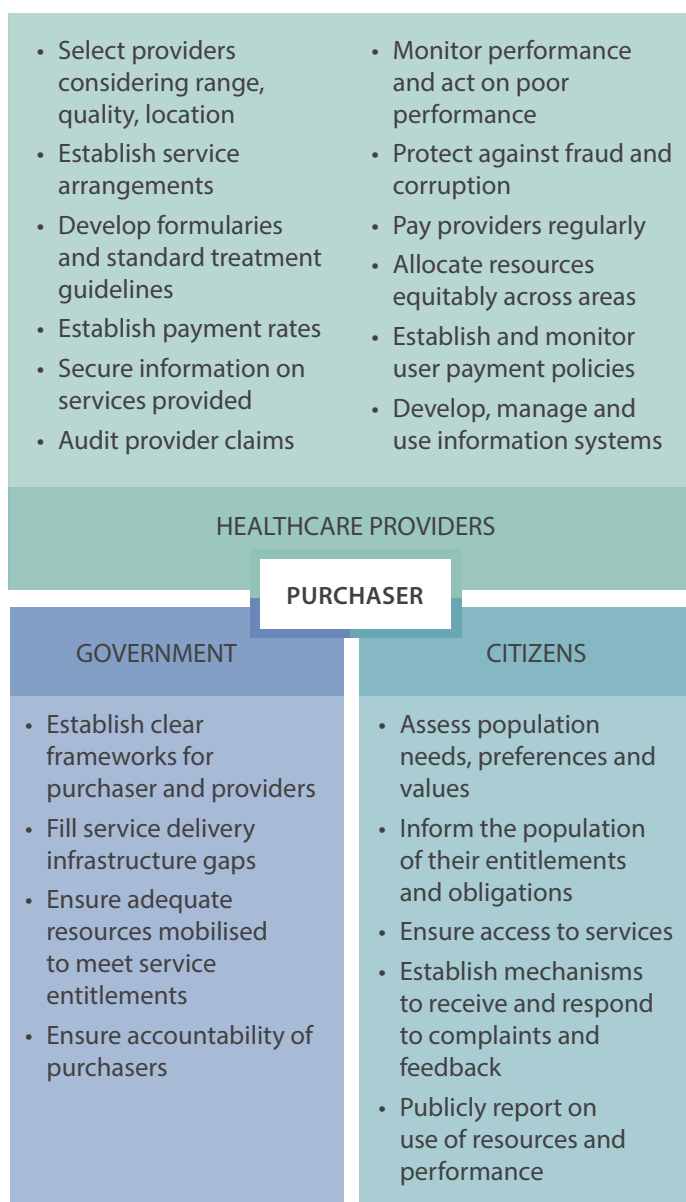 • Select providers
considering range,
quality, location
• Establish service
arrangements
• Develop formularies
and standard treatment
guidelines
• Establish payment rates
• Secure information on
services provided
• Audit provider claims
• Monitor performance
and act on poor
performance
• Protect against fraud and
corruption
• Pay providers regularly
• Allocate resources
equitably across areas
• Establish and monitor
user payment policies
• Develop, manage and
use information systems
HEALTHCARE PROVIDERS
PURCHASER
GOVERNMENT
• Establish clear
frameworks for
purchaser and providers
• Fill service delivery
infrastructure gaps
• Ensure adequate
resources mobilised
to meet service
entitlements
• Ensure accountability of
purchasers
CITIZENS
• Assess population
needs, preferences and
values
• Inform the population
of their entitlements
and obligations
• Ensure access to services
• Establish mechanisms
to receive and respond
to complaints and
feedback
• Publicly report on
use of resources and
performance